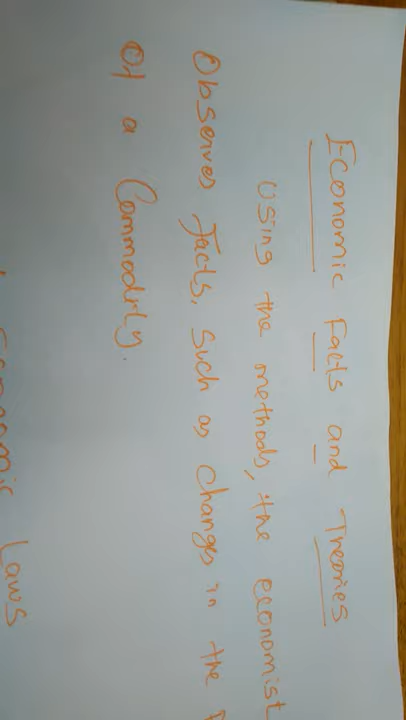 Economic Facts and Theories
Using the methods, the economist
Observes facts, such as changes in the
Of a Commodity.
Laws